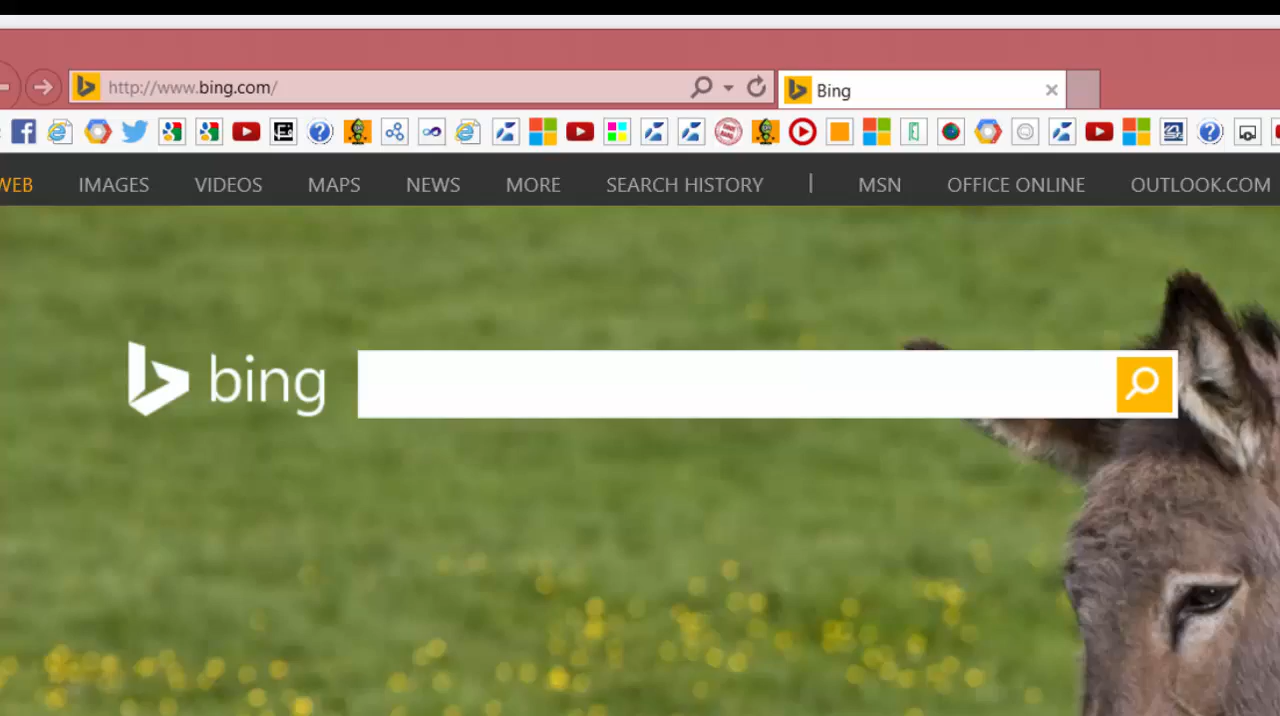 http://www.bing.com/
Bing
WEB IMAGES VIDEOS MAPS NEWS MORE SEARCH HISTORY | MSN OFFICE ONLINE OUTLOOK.COM
bing